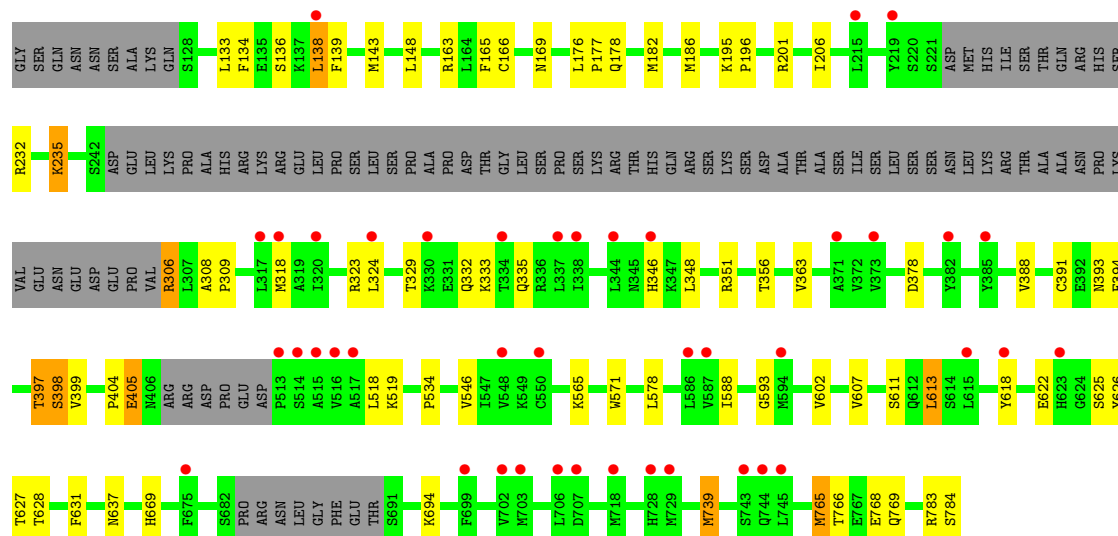 GLY SER GLN ASN ASN SER ALA LYS GLN S128 L133 F134 E135 S136 K137 L138 F139 M143 L148 R163 L164 F165 C166 N169 L176 P177 Q178 M182 M186 K195 P196 R201 I206 L215 Y219 S220 S221 ASP MET HIS ILE SER THR GLN ARG HIS SER
R232 K235 S242 ASP GLU LEU LYS PRO ALA HIS ARG LYS ARG GLU LEU PRO SER LEU SER PRO ALA PRO ASP THR GLY LEU SER PRO SER LYS ARG THR HIS GLN ARG SER LYS SER ASP ALA THR ALA SER ILE SER LEU SER SER ASN LEU LYS ARG THR ALA ALA ASN PRO LYS
VAL GLU ASN GLU ASP GLU PRO VAL R306 L307 A308 P309 L317 M318 A319 I320 R323 L324 T329 K330 E331 Q332 K333 T334 Q335 R336 L337 I338 L344 N345 H346 K347 L348 R351 T356 V363 A371 V372 V373 D378 Y382 Y385 V388 C391 E392 N393 E394
T397 S398 V399 P404 E405 N406 ARG ARG ASP PRO GLU ASP P513 S514 A515 V516 A517 L518 K519 P534 V546 I547 V548 K549 C550 K565 W571 L578 L586 V587 I588 G593 M594 V602 V607 S611 Q612 L613 S614 L615 Y618 E622 H623 G624 S625 Y626
T627 T628 F631 N637 H669 F675 S682 PRO ARG ASN LEU GLY PHE GLU THR S691 K694 F699 V702 M703 L706 D707 M718 H728 M729 M739 S743 Q744 L745 M765 T766 E767 E768 Q769 R783 S784